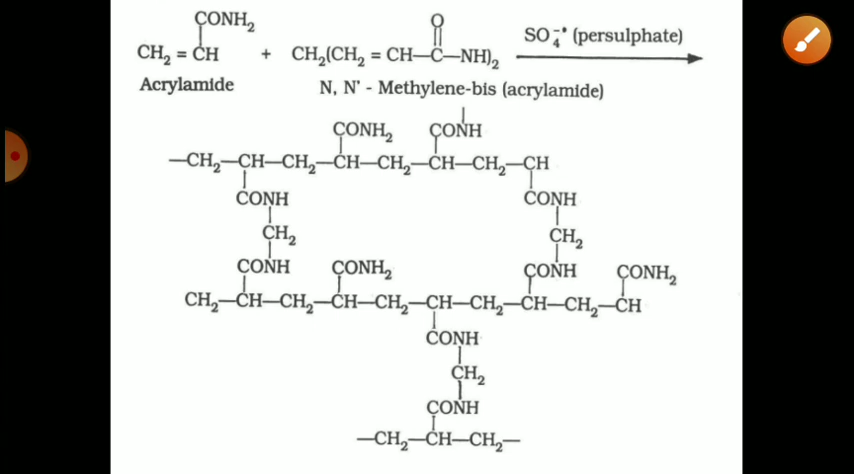 CONH₂ O
CH₂ = CH + CH₂(CH₂ = CH—C—NH)₂ SO₄⁻• (persulphate)
Acrylamide N, N' - Methylene-bis (acrylamide)
CONH₂ CONH
—CH₂—CH—CH₂—CH—CH₂—CH—CH₂—CH
CONH CONH
CH₂ CH₂
CONH CONH₂ CONH CONH₂
CH₂—CH—CH₂—CH—CH₂—CH—CH₂—CH—CH₂—CH
CONH
CH₂
CONH
—CH₂—CH—CH₂—